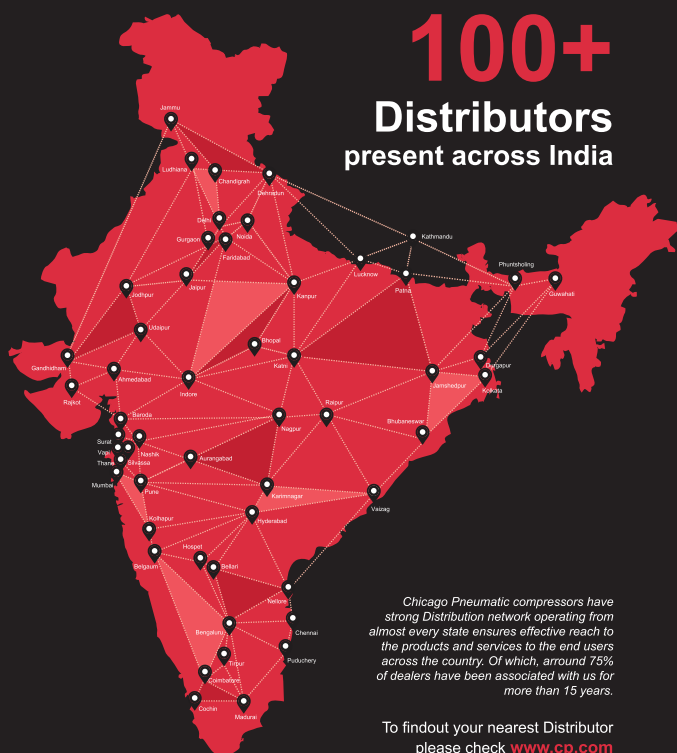 100+
Distributors
present across India
Jammu
Ludhiana
Chandigrah
Dehradun
Delhi
Noida
Gurgaon
Faridabad
Kathmandu
Lucknow
Phuntsholing
Patna
Guwahati
Jodhpur
Jaipur
Kanpur
Udaipur
Bhopal
Gandhidham
Ahmedabad
Katni
Durgapur
Indore
Jamshedpur
Kolkata
Rajkot
Baroda
Raipur
Nagpur
Bhubaneswar
Surat
Vapi
Nashik
Thane
Silvassa
Aurangabad
Mumbai
Pune
Karimnagar
Vaizag
Kolhapur
Hyderabad
Hospet
Belgaum
Bellari
Nellore
Bengaluru
Chennai
Tirpur
Puduchery
Coimbatore
Cochin
Madurai
Chicago Pneumatic compressors have
strong Distribution network operating from
almost every state ensures effective reach to
the products and services to the end users
across the country. Of which, arround 75%
of dealers have been associated with us for
more than 15 years.
To findout your nearest Distributor
please check www.cp.com